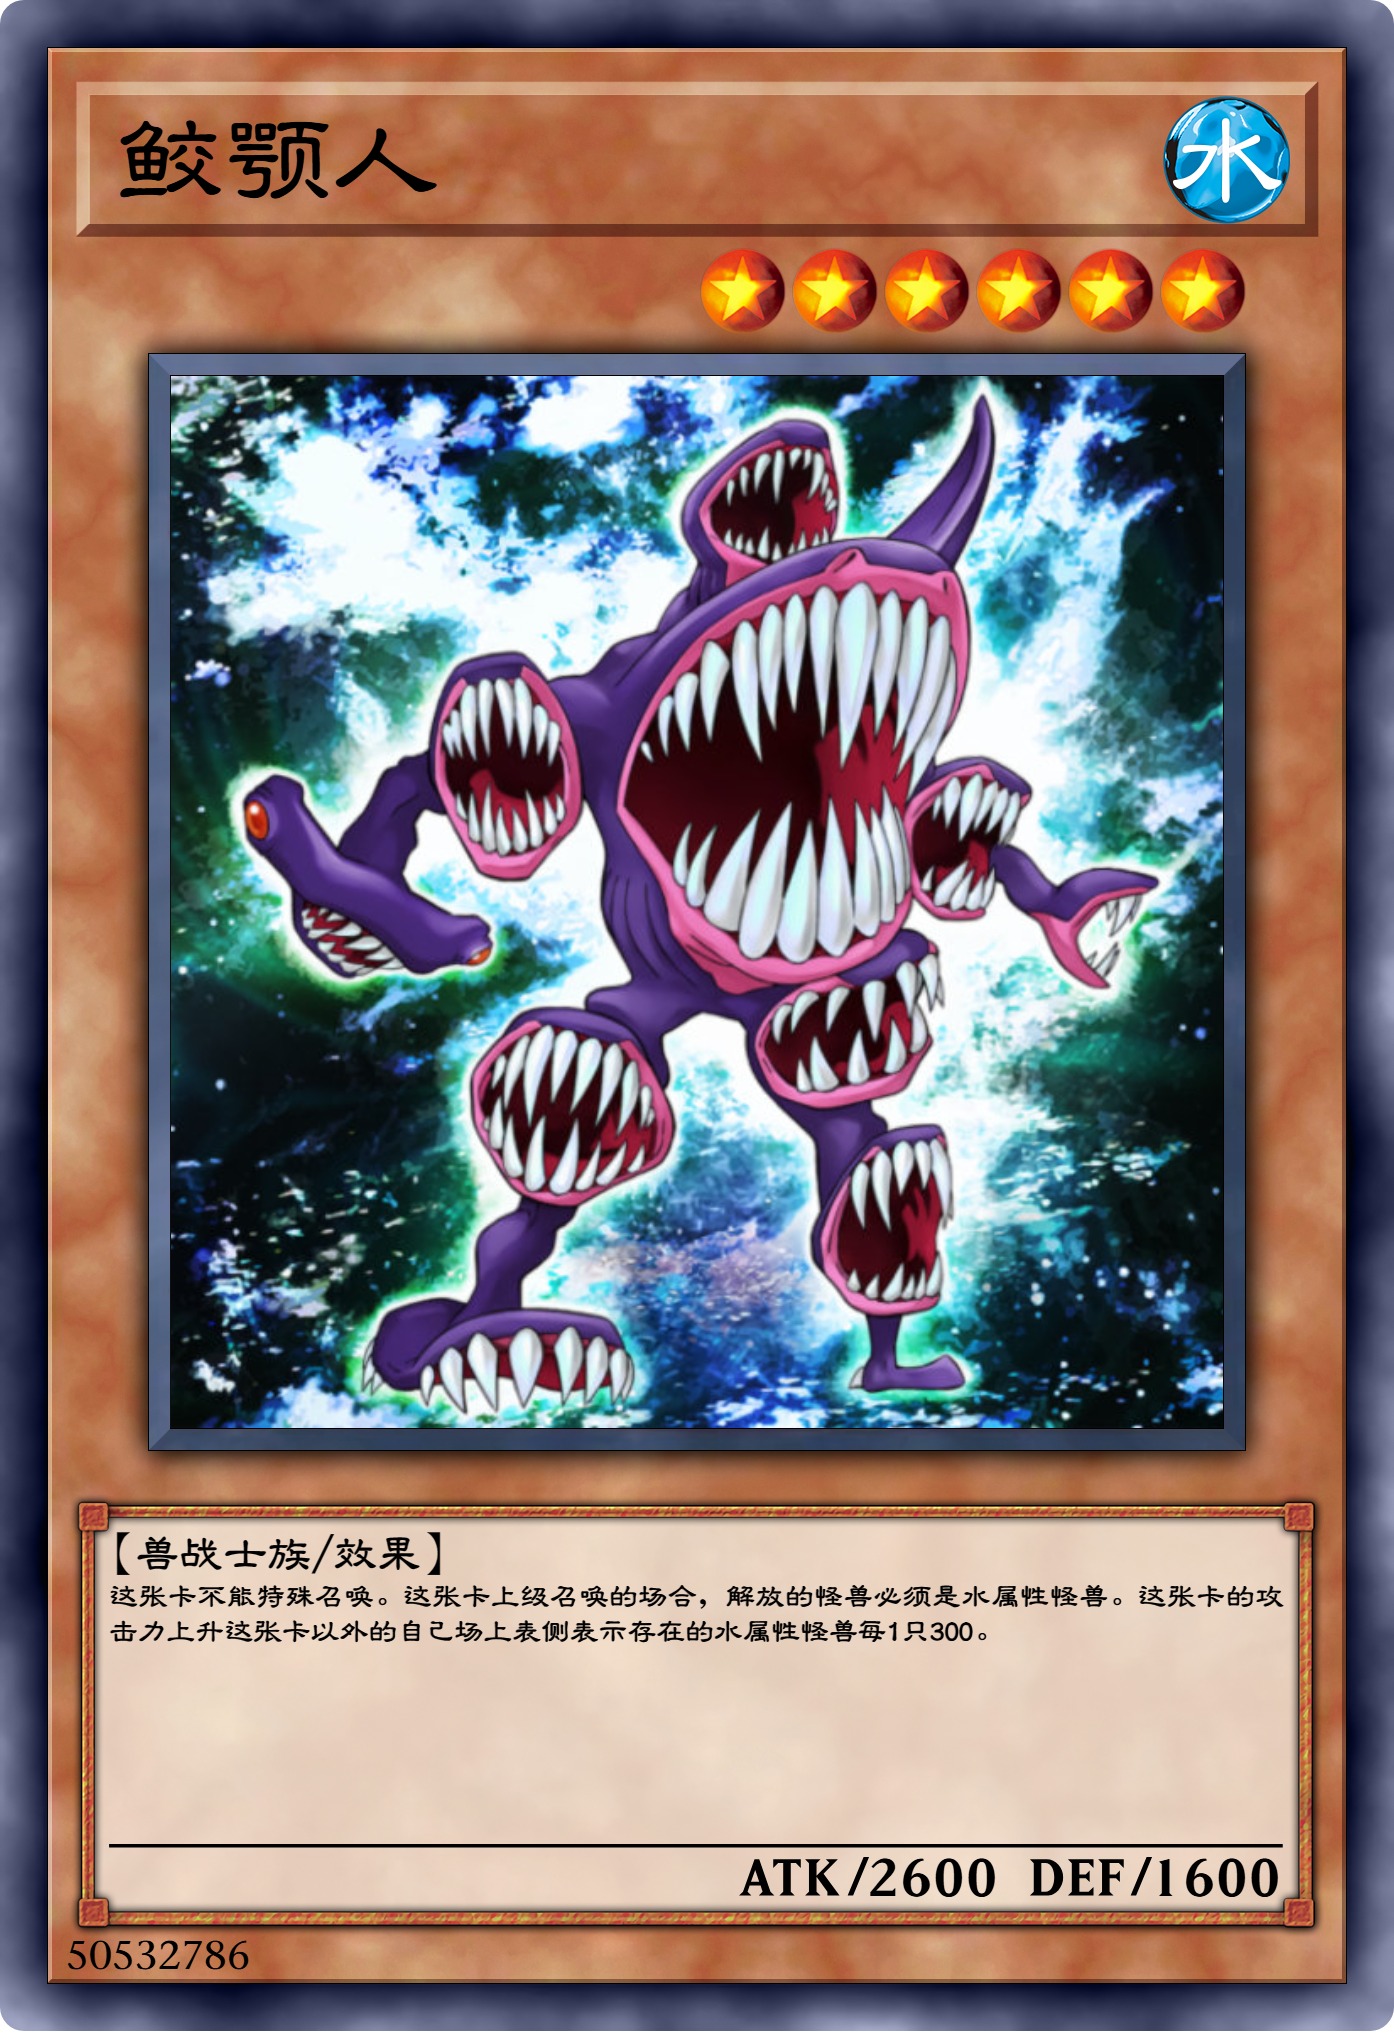 鲛颚人
水
【兽战士族/效果】
这张卡不能特殊召唤。这张卡上级召唤的场合，解放的怪兽必须是水属性怪兽。这张卡的攻
击力上升这张卡以外的自己场上表侧表示存在的水属性怪兽每1只300。
ATK/2600 DEF/1600
50532786